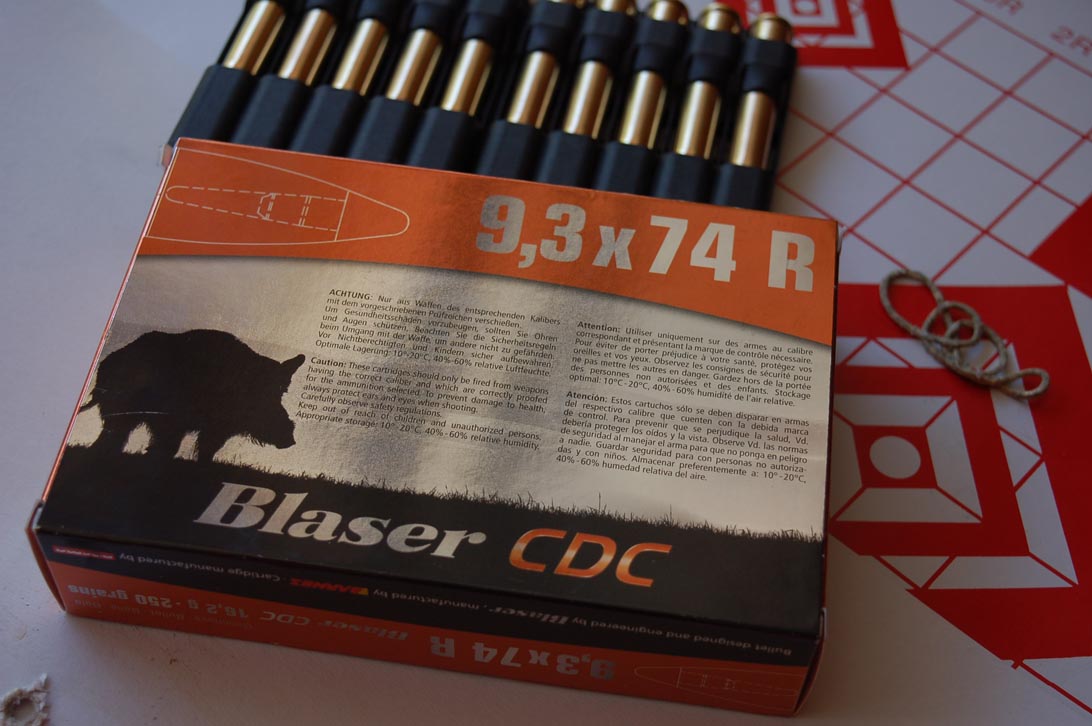 2R
9,3 x 74 R
ACHTUNG: Nur aus Waffen des entsprechenden Kalibers
mit dem vorgeschriebenen Prüfzeichen verschießen.
Um Gesundheitsschäden vorzubeugen, sollten Sie Ohren
und Augen schützen. Beachten Sie die Sicherheitsregeln
beim Umgang mit der Waffe, um andere nicht zu gefährden.
Vor Nichtberechtigten und Kindern sicher aufbewahren.
Optimale Lagerung: 10°-20°C, 40%-60% relative Luftfeuchte.
Caution: These cartridges should only be fired from weapons
having the correct caliber and which are correctly proofed
for the ammunition selected. To prevent damage to health,
always protect ears and eyes when shooting.
Carefully observe safety regulations.
Keep out of reach of children and unauthorized persons.
Appropriate storage: 10°-20°C, 40%-60% relative humidity.
Attention: Utiliser uniquement sur des armes au calibre
correspondant et présentant la marque de contrôle nécessaire.
Pour éviter de porter préjudice à votre santé, protégez vos
oreilles et vos yeux. Observez les consignes de sécurité pour
ne pas mettre les autres en danger. Gardez hors de la portée
des personnes non autorisées et des enfants. Stockage
optimal: 10°C-20°C, 40%-60% humidité de l'air relative.
Atención: Estos cartuchos sólo se deben disparar en armas
del respectivo calibre que cuenten con la debida marca
de control. Para prevenir que se perjudique la salud, Vd.
debería proteger los oídos y la vista. Observe Vd. las normas
de seguridad al manejar el arma para que no ponga en peligro
a nadie. Guardar seguridad para con personas no autoriza-
das y con niños. Almacenar preferentemente a: 10°-20°C,
40%-60% humedad relativa del aire.
Blaser CDC
Bullet designed and engineered by Blaser, manufactured by BARNES. Cartridge manufactured by
Blaser CDC 16,2 g - 250 grains
9,3 x 74 R